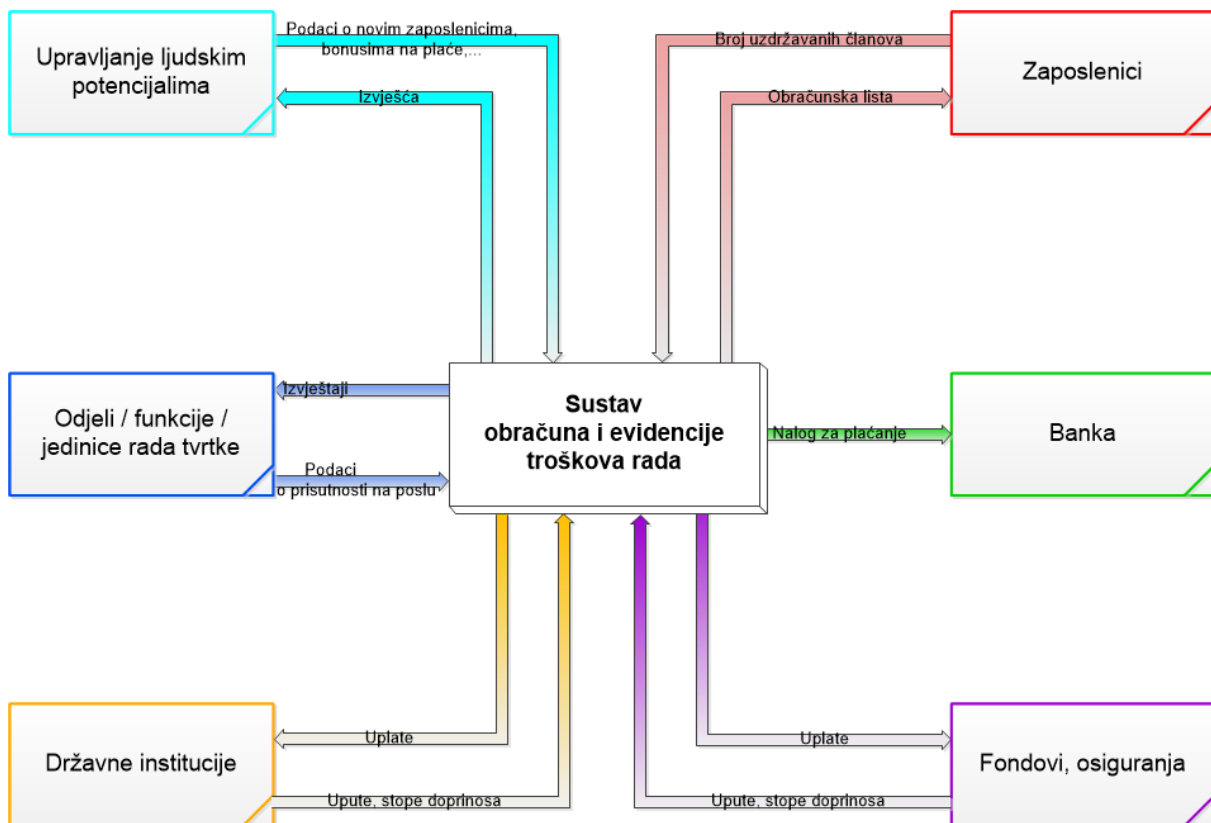 Upravljanje ljudskim
potencijalima
Podaci o novim zaposlenicima,
bonusima na plaće,...
Izvješća
Broj uzdržavanih članova
Obračunska lista
Zaposlenici
Odjeli / funkcije /
jedinice rada tvrtke
Izvještaji
Podaci
o prisutnosti na poslu
Sustav
obračuna i evidencije
troškova rada
Nalog za plaćanje
Banka
Državne institucije
Uplate
Upute, stope doprinosa
Uplate
Upute, stope doprinosa
Fondovi, osiguranja